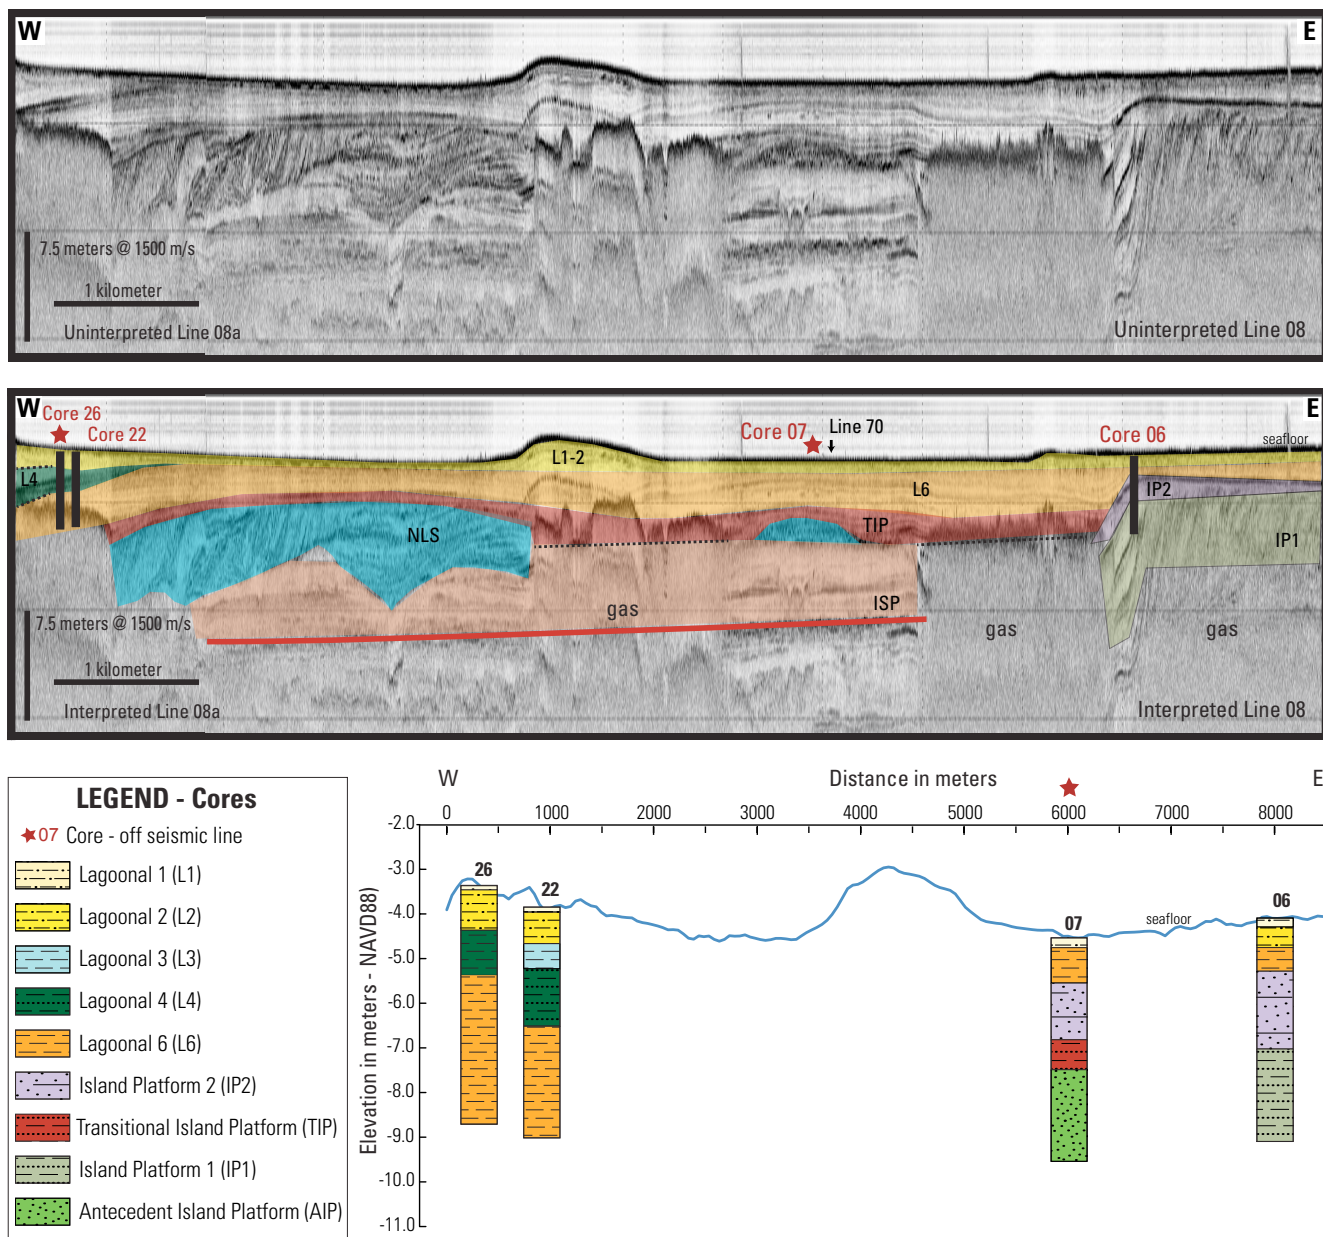 W
E
7.5 meters @ 1500 m/s
1 kilometer
Uninterpreted Line 08a
Uninterpreted Line 08
W
E
Core 26
Core 22
Core 07
Line 70
Core 06
seafloor
L4
L1-2
L6
IP2
NLS
TIP
IP1
ISP
gas
gas
gas
7.5 meters @ 1500 m/s
1 kilometer
Interpreted Line 08a
Interpreted Line 08
LEGEND - Cores
07 Core - off seismic line
Lagoonal 1 (L1)
Lagoonal 2 (L2)
Lagoonal 3 (L3)
Lagoonal 4 (L4)
Lagoonal 6 (L6)
Island Platform 2 (IP2)
Transitional Island Platform (TIP)
Island Platform 1 (IP1)
Antecedent Island Platform (AIP)
W
Distance in meters
E
0 1000 2000 3000 4000 5000 6000 7000 8000
Elevation in meters - NAVD88)
-2.0
-3.0
-4.0
-5.0
-6.0
-7.0
-8.0
-9.0
-10.0
-11.0
26
22
07
seafloor
06